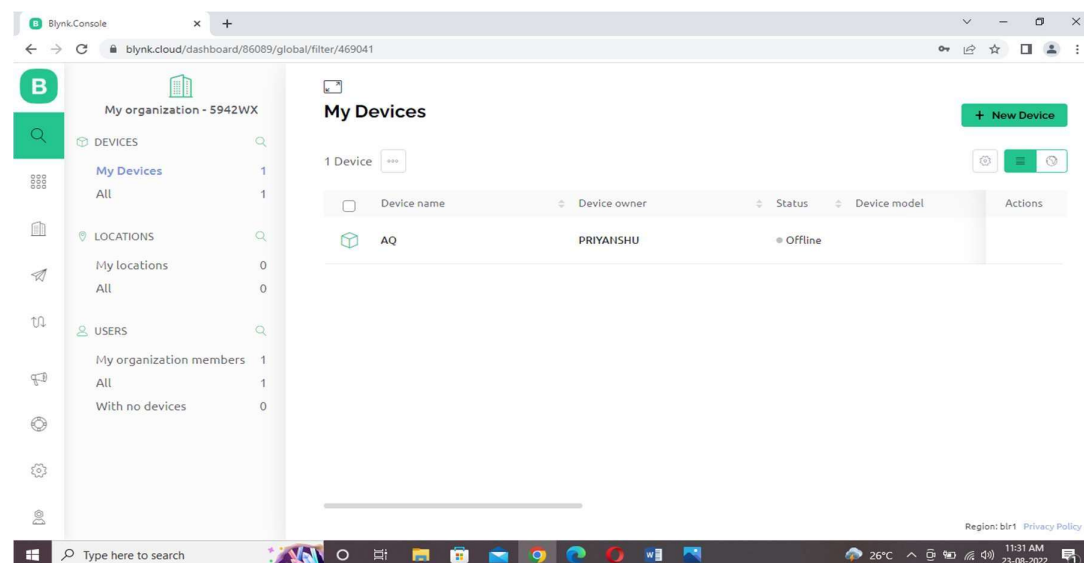 Blynk.Console
blynk.cloud/dashboard/86089/global/filter/469041
B
My organization - 5942WX
DEVICES
My Devices 1
All 1
LOCATIONS
My locations 0
All 0
USERS
My organization members 1
All 1
With no devices 0
My Devices
+ New Device
1 Device
Device name Device owner Status Device model Actions
AQ PRIYANSHU Offline
Region: blr1 Privacy Policy
Type here to search
26°C
11:31 AM
23-08-2022